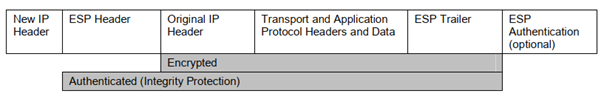 New IP
Header
ESP Header
Original IP
Header
Transport and Application
Protocol Headers and Data
ESP Trailer
ESP
Authentication
(optional)
Encrypted
Authenticated (Integrity Protection)